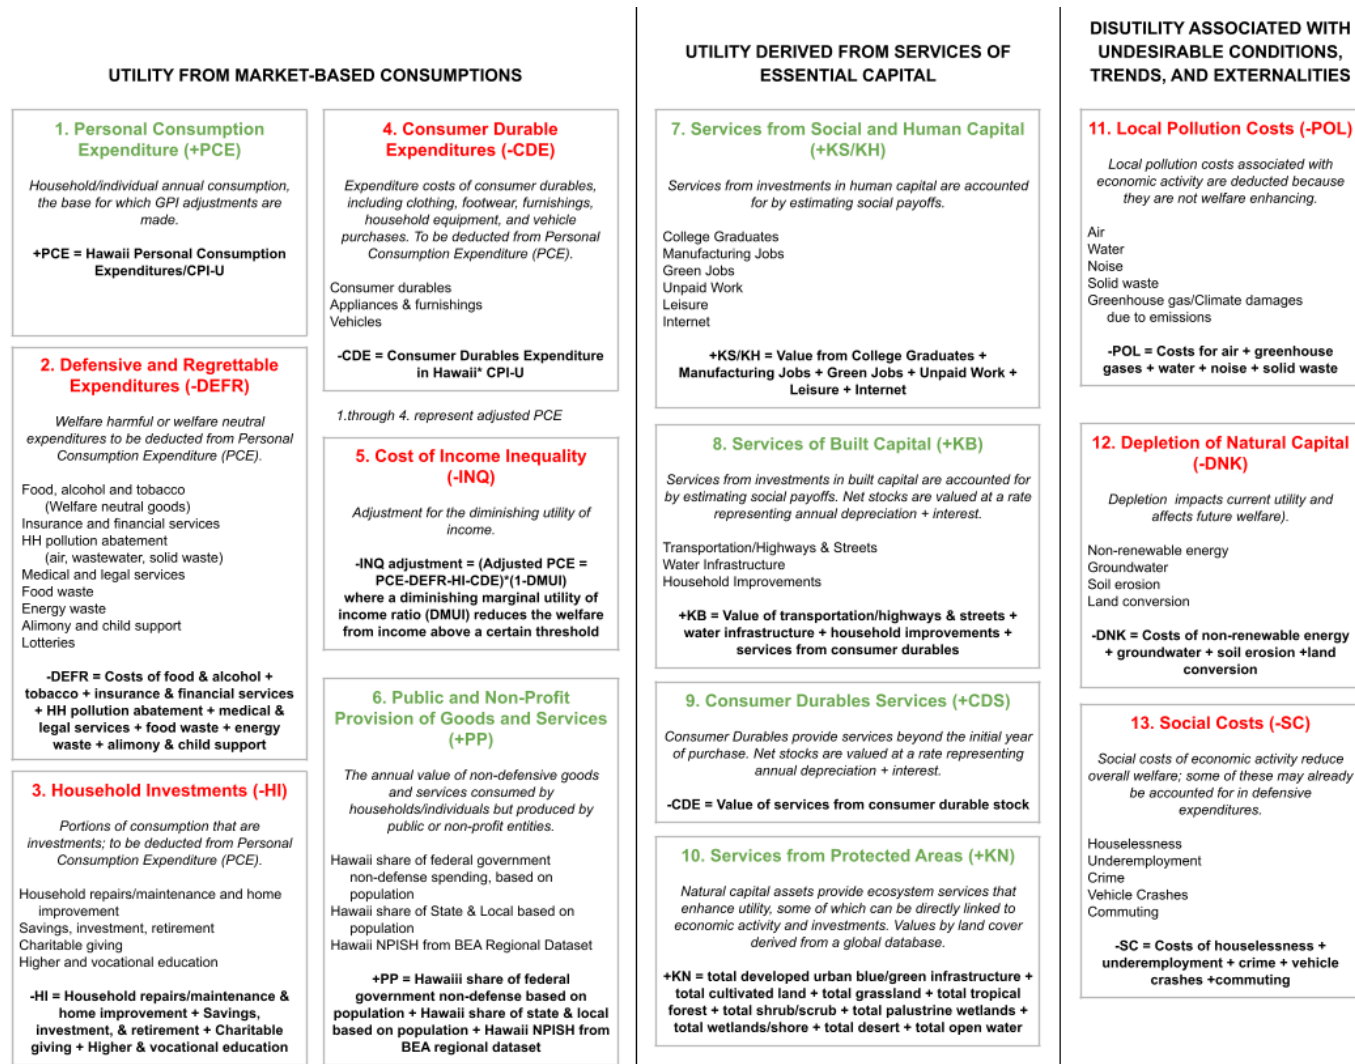 UTILITY FROM MARKET-BASED CONSUMPTIONS
1. Personal Consumption
Expenditure (+PCE)
Household/individual annual consumption,
the base for which GPI adjustments are
made.
+PCE = Hawaii Personal Consumption
Expenditures/CPI-U
2. Defensive and Regrettable
Expenditures (-DEFR)
Welfare harmful or welfare neutral
expenditures to be deducted from Personal
Consumption Expenditure (PCE).
Food, alcohol and tobacco
(Welfare neutral goods)
Insurance and financial services
HH pollution abatement
(air, wastewater, solid waste)
Medical and legal services
Food waste
Energy waste
Alimony and child support
Lotteries
-DEFR = Costs of food & alcohol +
tobacco + insurance & financial services
+ HH pollution abatement + medical &
legal services + food waste + energy
waste + alimony & child support
3. Household Investments (-HI)
Portions of consumption that are
investments; to be deducted from Personal
Consumption Expenditure (PCE).
Household repairs/maintenance and home
improvement
Savings, investment, retirement
Charitable giving
Higher and vocational education
-HI = Household repairs/maintenance &
home improvement + Savings,
investment, & retirement + Charitable
giving + Higher & vocational education
4. Consumer Durable
Expenditures (-CDE)
Expenditure costs of consumer durables,
including clothing, footwear, furnishings,
household equipment, and vehicle
purchases. To be deducted from Personal
Consumption Expenditure (PCE).
Consumer durables
Appliances & furnishings
Vehicles
-CDE = Consumer Durables Expenditure
in Hawaii* CPI-U
1.through 4. represent adjusted PCE
5. Cost of Income Inequality
(-INQ)
Adjustment for the diminishing utility of
income.
-INQ adjustment = (Adjusted PCE =
PCE-DEFR-HI-CDE)*(1-DMUI)
where a diminishing marginal utility of
income ratio (DMUI) reduces the welfare
from income above a certain threshold
6. Public and Non-Profit
Provision of Goods and Services
(+PP)
The annual value of non-defensive goods
and services consumed by
households/individuals but produced by
public or non-profit entities.
Hawaii share of federal government
non-defense spending, based on
population
Hawaii share of State & Local based on
population
Hawaii NPISH from BEA Regional Dataset
+PP = Hawaiii share of federal
government non-defense based on
population + Hawaii share of state & local
based on population + Hawaii NPISH from
BEA regional dataset
UTILITY DERIVED FROM SERVICES OF
ESSENTIAL CAPITAL
7. Services from Social and Human Capital
(+KS/KH)
Services from investments in human capital are accounted
for by estimating social payoffs.
College Graduates
Manufacturing Jobs
Green Jobs
Unpaid Work
Leisure
Internet
+KS/KH = Value from College Graduates +
Manufacturing Jobs + Green Jobs + Unpaid Work +
Leisure + Internet
8. Services of Built Capital (+KB)
Services from investments in built capital are accounted for
by estimating social payoffs. Net stocks are valued at a rate
representing annual depreciation + interest.
Transportation/Highways & Streets
Water Infrastructure
Household Improvements
+KB = Value of transportation/highways & streets +
water infrastructure + household improvements +
services from consumer durables
9. Consumer Durables Services (+CDS)
Consumer Durables provide services beyond the initial year
of purchase. Net stocks are valued at a rate representing
annual depreciation + interest.
-CDE = Value of services from consumer durable stock
10. Services from Protected Areas (+KN)
Natural capital assets provide ecosystem services that
enhance utility, some of which can be directly linked to
economic activity and investments. Values by land cover
derived from a global database.
+KN = total developed urban blue/green infrastructure +
total cultivated land + total grassland + total tropical
forest + total shrub/scrub + total palustrine wetlands +
total wetlands/shore + total desert + total open water
DISUTILITY ASSOCIATED WITH
UNDESIRABLE CONDITIONS,
TRENDS, AND EXTERNALITIES
11. Local Pollution Costs (-POL)
Local pollution costs associated with
economic activity are deducted because
they are not welfare enhancing.
Air
Water
Noise
Solid waste
Greenhouse gas/Climate damages
due to emissions
-POL = Costs for air + greenhouse
gases + water + noise + solid waste
12. Depletion of Natural Capital
(-DNK)
Depletion impacts current utility and
affects future welfare).
Non-renewable energy
Groundwater
Soil erosion
Land conversion
-DNK = Costs of non-renewable energy
+ groundwater + soil erosion +land
conversion
13. Social Costs (-SC)
Social costs of economic activity reduce
overall welfare; some of these may already
be accounted for in defensive
expenditures.
Houselessness
Underemployment
Crime
Vehicle Crashes
Commuting
-SC = Costs of houselessness +
underemployment + crime + vehicle
crashes +commuting